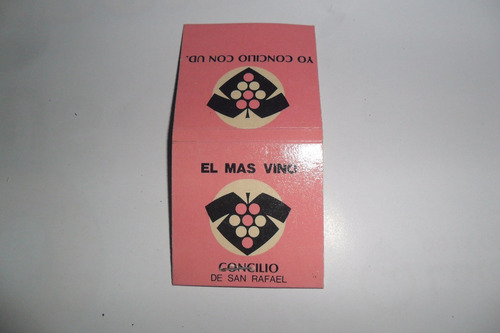 YO CONCILIO CON UD.
EL MAS VINO
CONCILIO
DE SAN RAFAEL